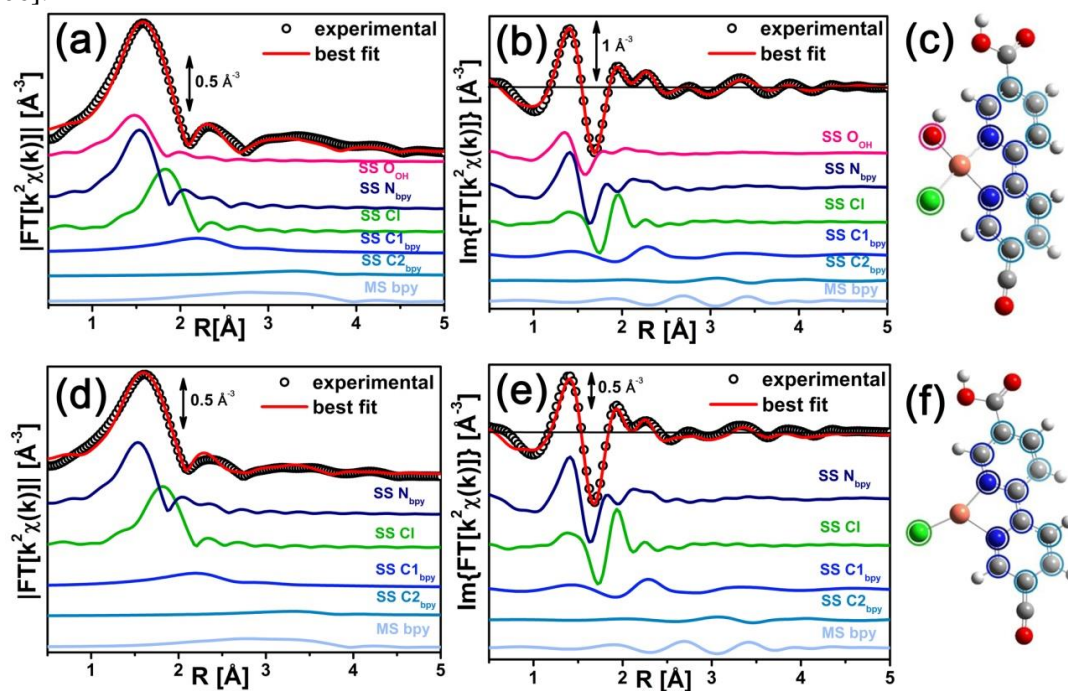 (a)
○ experimental
best fit
0.5 Å⁻³
SS O_OH
SS N_bpy
SS Cl
SS C1_bpy
SS C2_bpy
MS bpy
|FT[k²χ(k)]| [Å⁻³]
1 2 3 4 5
R[Å]
(b)
○ experimental
best fit
1 Å⁻³
SS O_OH
SS N_bpy
SS Cl
SS C1_bpy
SS C2_bpy
MS bpy
Im{FT[k²χ(k)]} [Å⁻³]
1 2 3 4 5
R [Å]
(c)
(d)
○ experimental
best fit
0.5 Å⁻³
SS N_bpy
SS Cl
SS C1_bpy
SS C2_bpy
MS bpy
|FT[k²χ(k)]| [Å⁻³]
1 2 3 4 5
R [Å]
(e)
○ experimental
best fit
0.5 Å⁻³
SS N_bpy
SS Cl
SS C1_bpy
SS C2_bpy
MS bpy
Im{FT[k²χ(k)]} [Å⁻³]
1 2 3 4 5
R [Å]
(f)